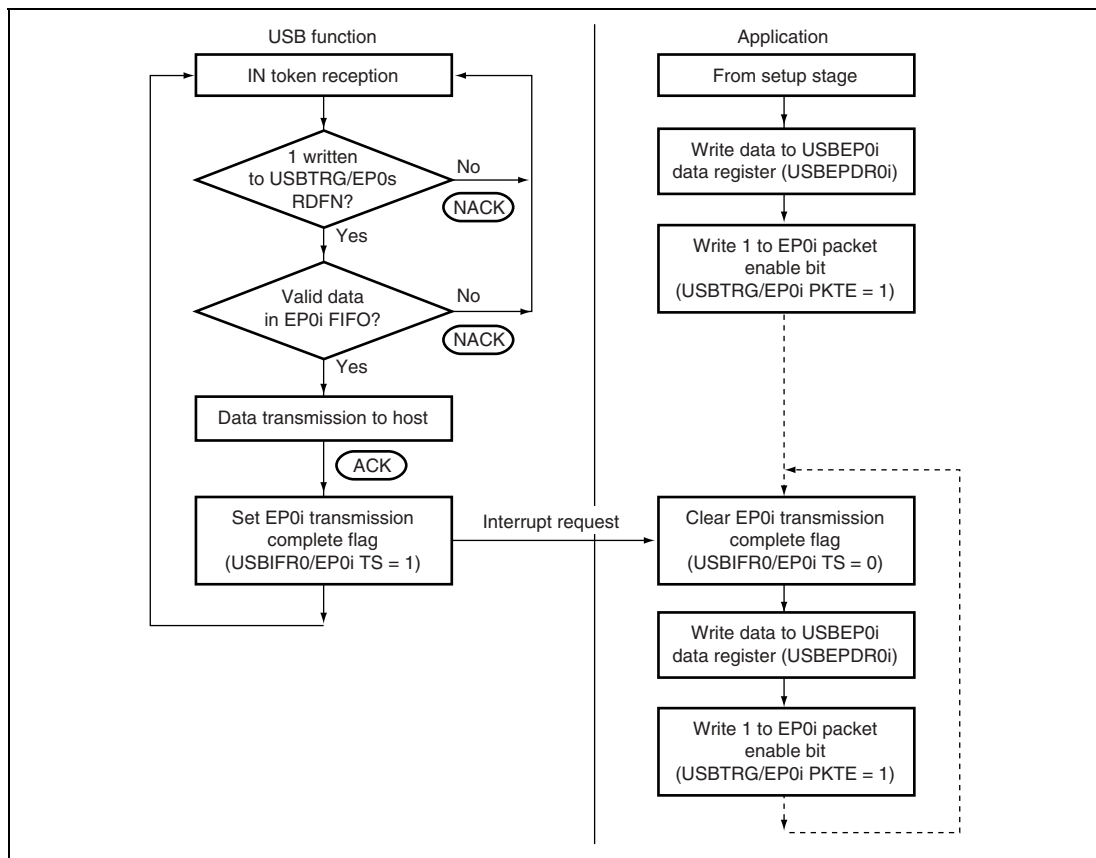 USB function
IN token reception
1 written
to USBTRG/EP0s
RDFN?
No
NACK
Yes
Valid data
in EP0i FIFO?
No
NACK
Yes
Data transmission to host
ACK
Set EP0i transmission
complete flag
(USBIFR0/EP0i TS = 1)
Interrupt request
Application
From setup stage
Write data to USBEP0i
data register (USBEPDR0i)
Write 1 to EP0i packet
enable bit
(USBTRG/EP0i PKTE = 1)
Clear EP0i transmission
complete flag
(USBIFR0/EP0i TS = 0)
Write data to USBEP0i
data register (USBEPDR0i)
Write 1 to EP0i packet
enable bit
(USBTRG/EP0i PKTE = 1)